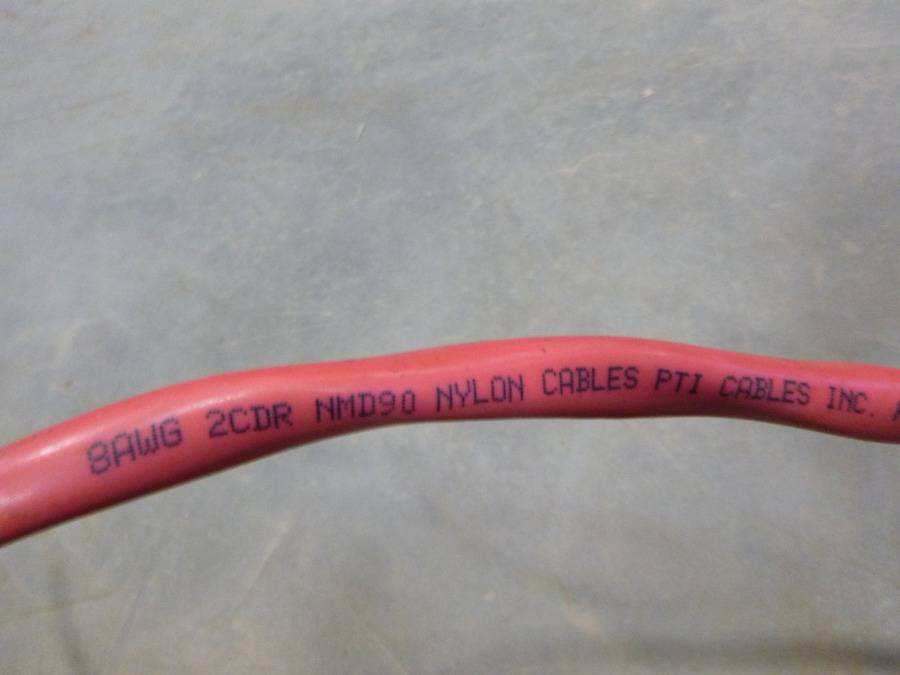 8AWG 2CDR NMD90 NYLON CABLES PTI CABLES INC.